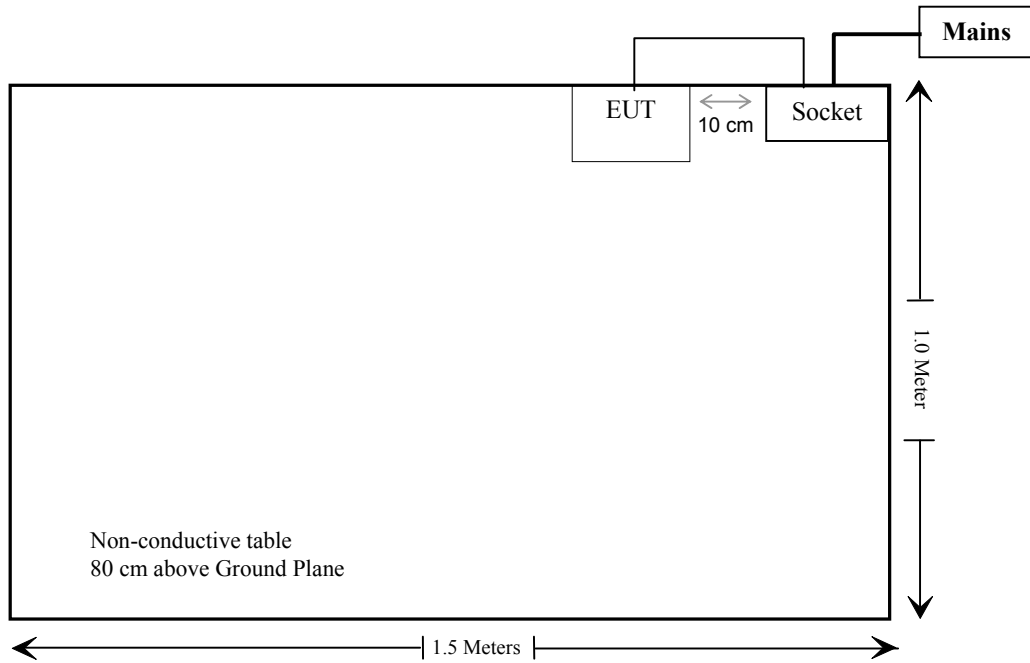 Mains
EUT
10 cm
Socket
1.0 Meter
Non-conductive table
80 cm above Ground Plane
1.5 Meters